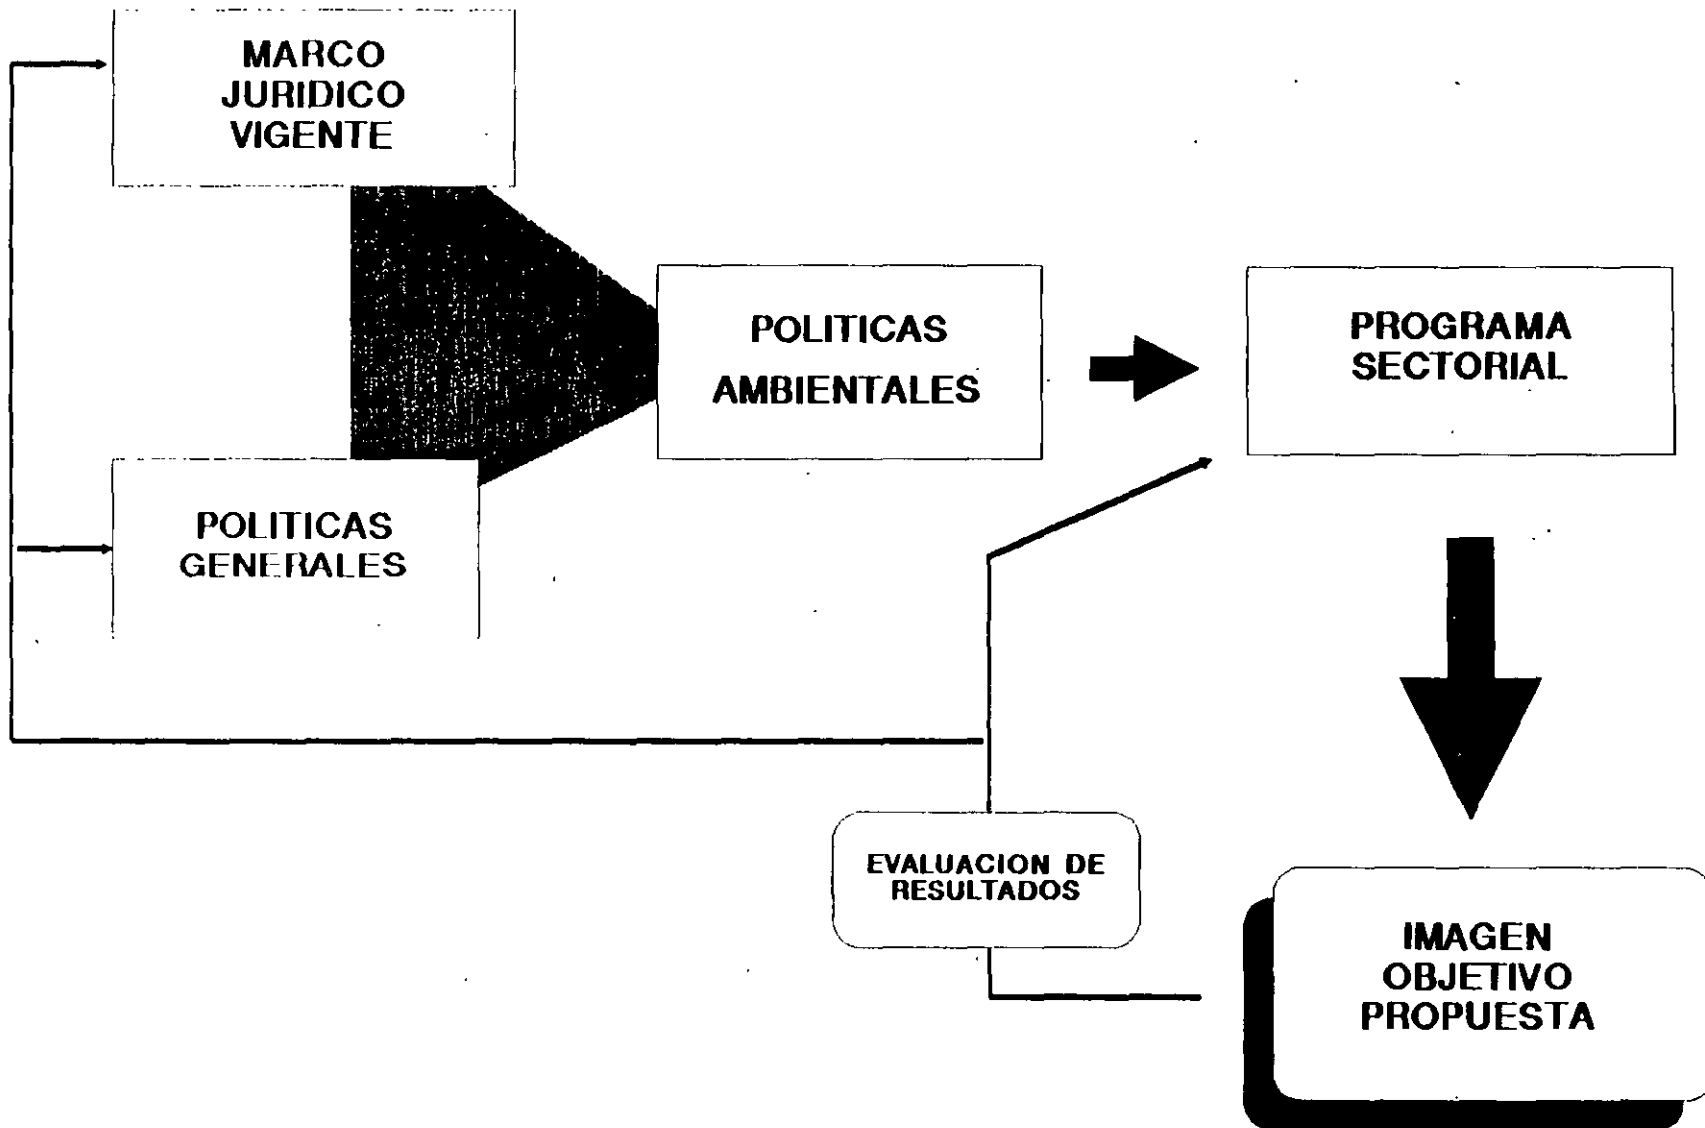 MARCO
JURIDICO
VIGENTE
POLITICAS
AMBIENTALES
PROGRAMA
SECTORIAL
POLITICAS
GENERALES
EVALUACION DE
RESULTADOS
IMAGEN
OBJETIVO
PROPUESTA